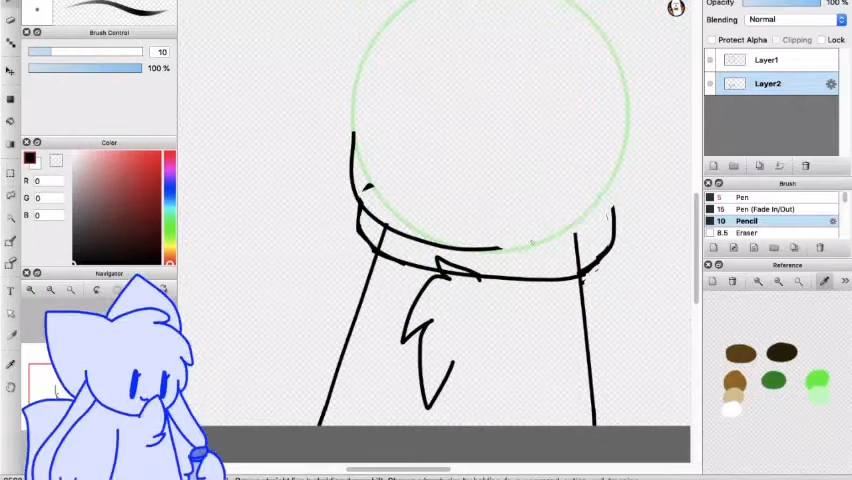 Opacity 100 %
Blending Normal
Protect Alpha Clipping Lock
Layer1
Layer2
Brush Control
10
100 %
Color
R 0
G 0
B 0
Navigator
T
Brush
5 Pen
15 Pen (Fade In/Out)
10 Pencil
8.5 Eraser
Reference